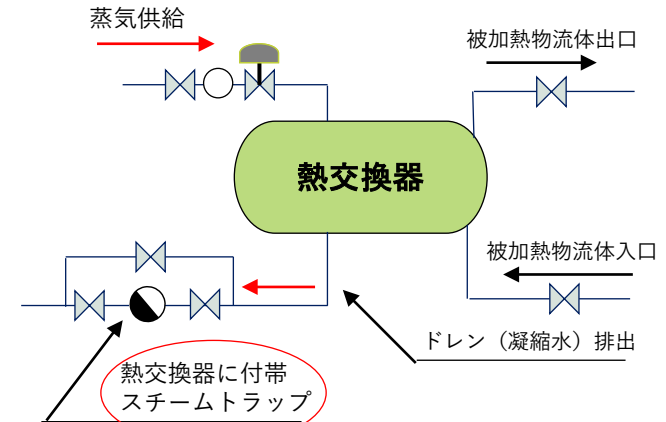 蒸気供給
被加熱物流体出口
熱交換器
被加熱物流体入口
ドレン（凝縮水）排出
熱交換器に付帯
スチームトラップ